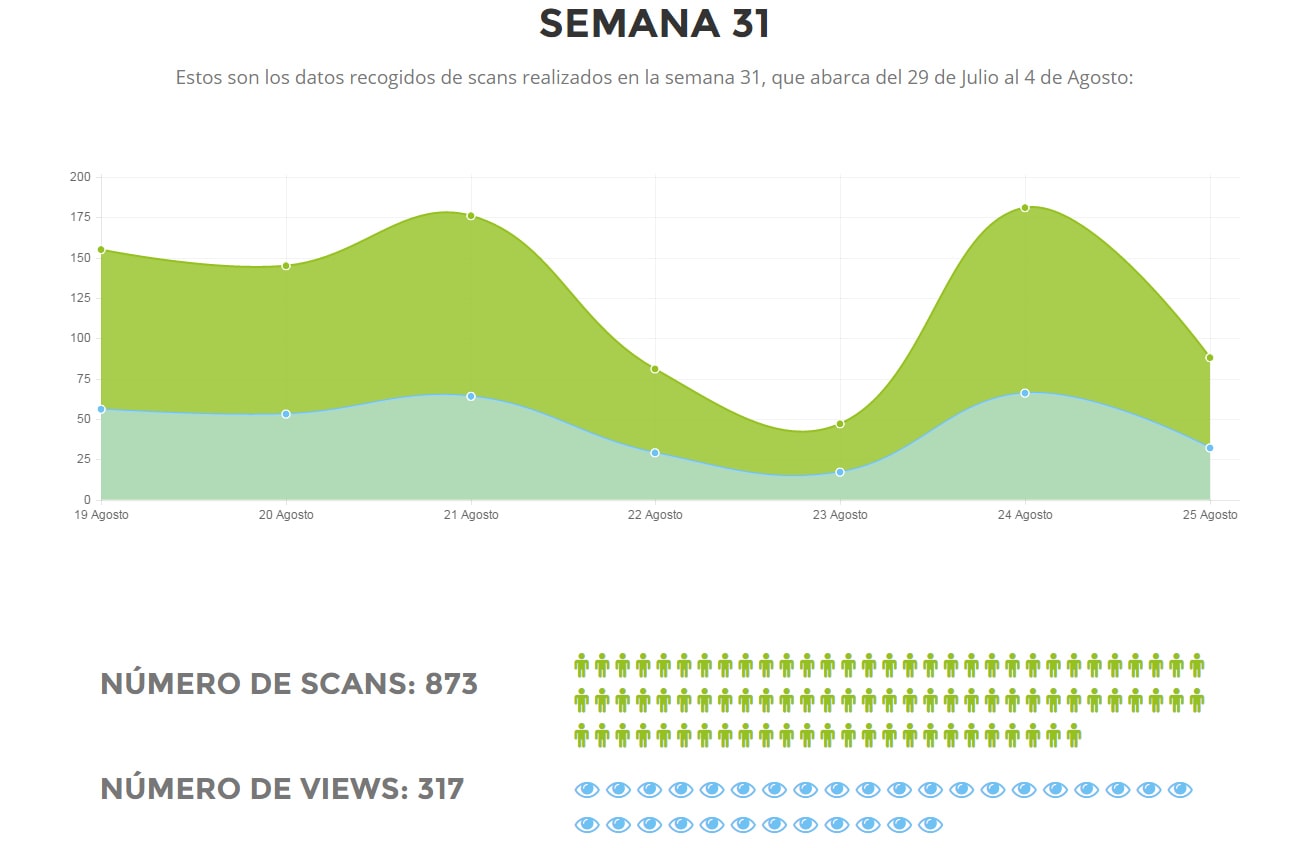 SEMANA 31
Estos son los datos recogidos de scans realizados en la semana 31, que abarca del 29 de Julio al 4 de Agosto:
200
175
150
125
100
75
50
25
0
19 Agosto 20 Agosto 21 Agosto 22 Agosto 23 Agosto 24 Agosto 25 Agosto
NÚMERO DE SCANS: 873
NÚMERO DE VIEWS: 317